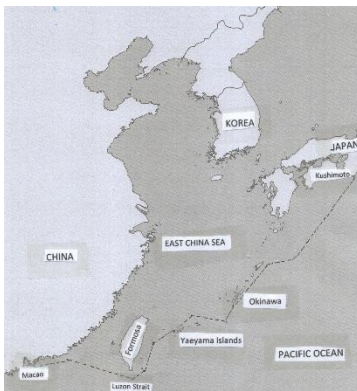 KOREA
JAPAN
Kushimoto
EAST CHINA SEA
CHINA
Okinawa
Formosa
Yaeyama Islands
PACIFIC OCEAN
Macao
Luzon Strait